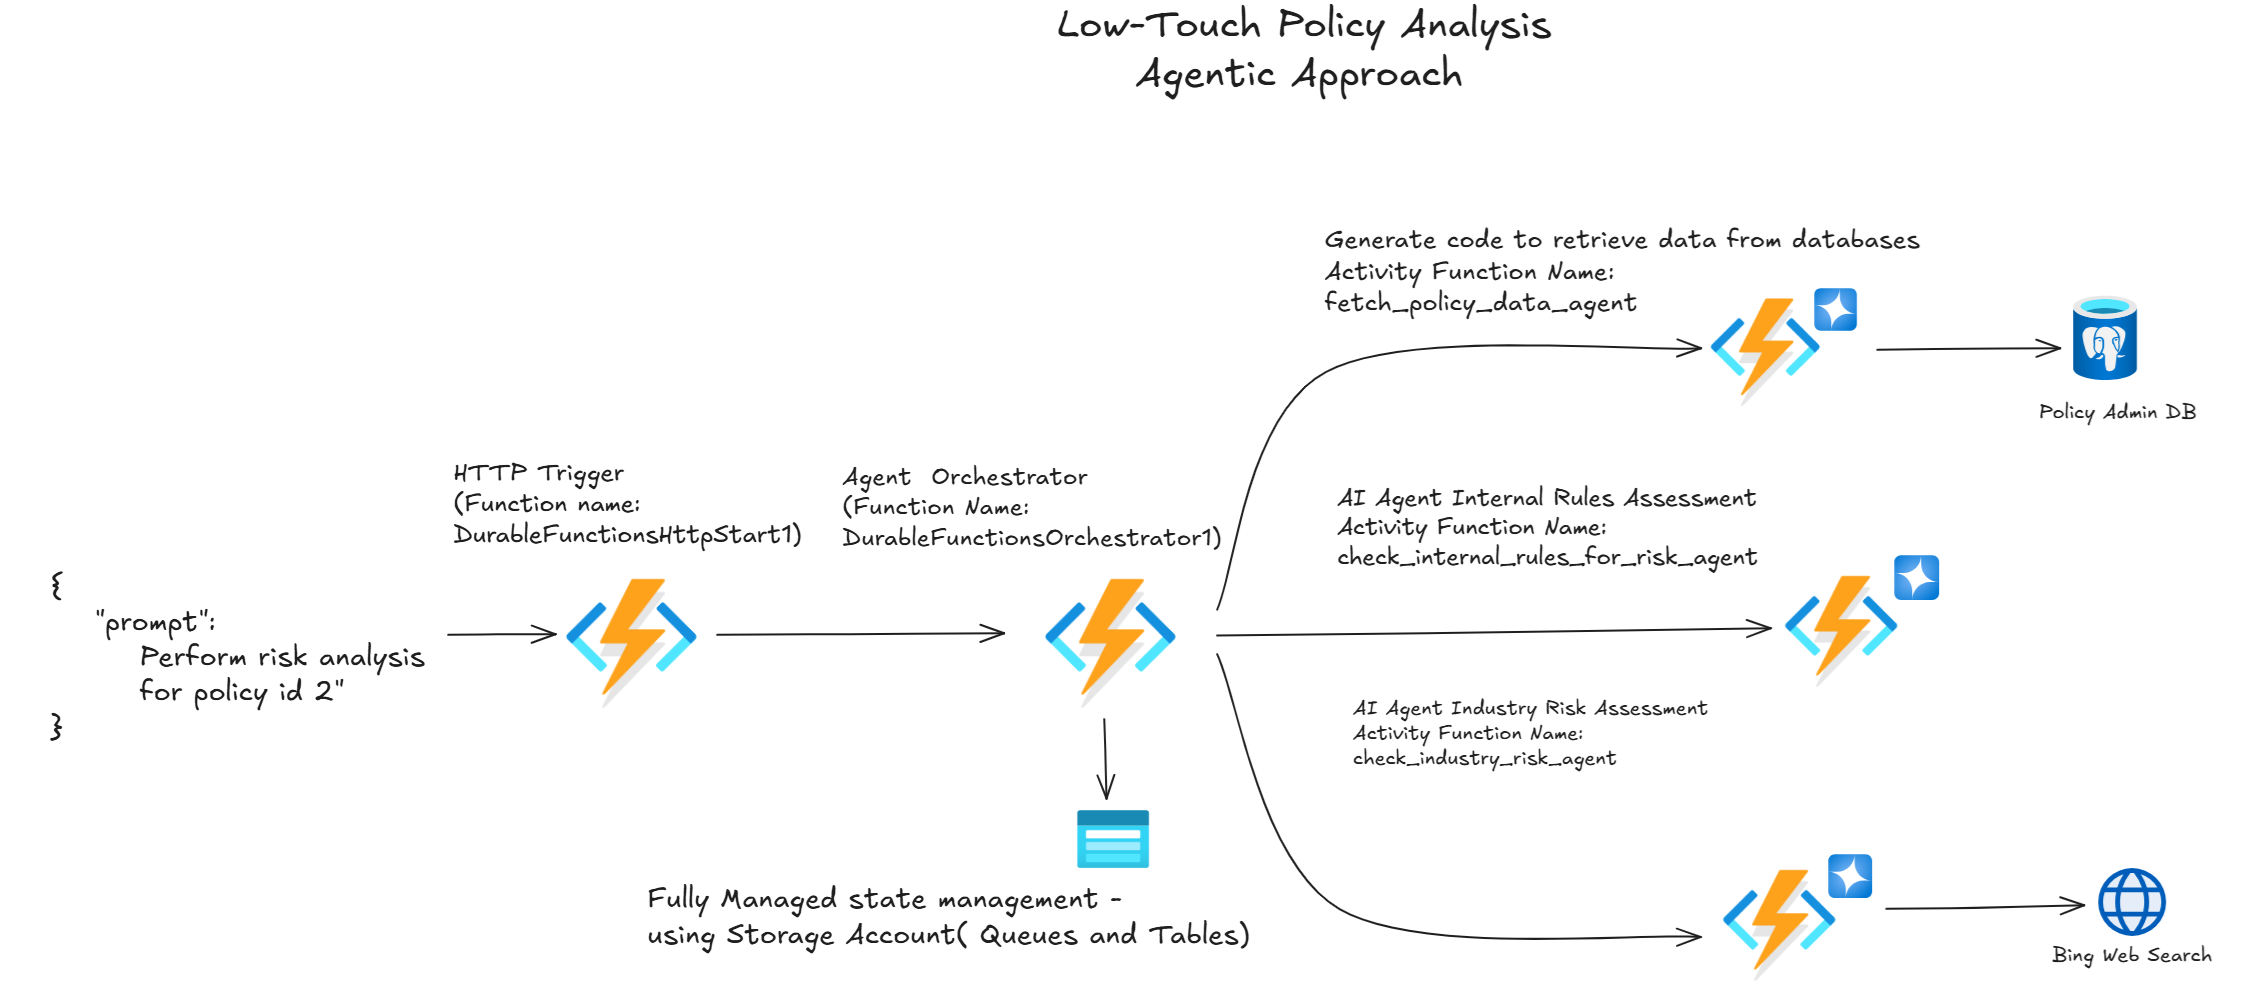 Low-Touch Policy Analysis
Agentic Approach
Generate code to retrieve data from databases
Activity Function Name:
fetch_policy_data_agent
Policy Admin DB
HTTP Trigger
(Function name:
DurableFunctionsHttpStart1)
Agent Orchestrator
(Function Name:
DurableFunctionsOrchestrator1)
AI Agent Internal Rules Assessment
Activity Function Name:
check_internal_rules_for_risk_agent
{
"prompt":
Perform risk analysis
for policy id 2"
}
AI Agent Industry Risk Assessment
Activity Function Name:
check_industry_risk_agent
Fully Managed state management -
using Storage Account( Queues and Tables)
Bing Web Search